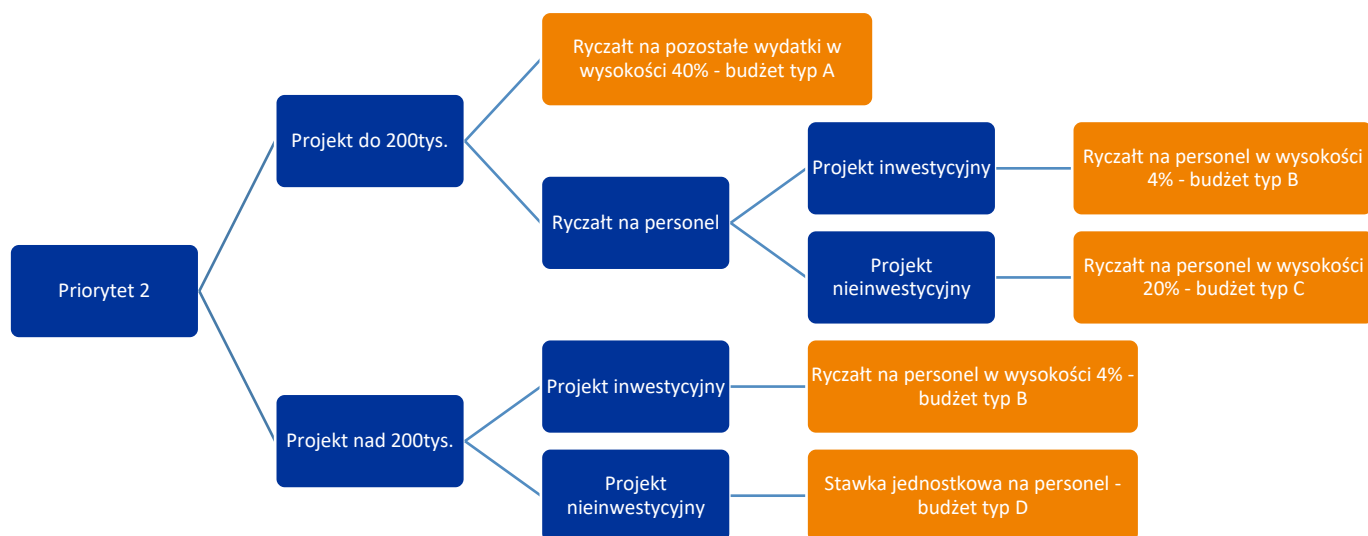 Priorytet 2
Projekt do 200tys.
Ryczałt na pozostałe wydatki w
wysokości 40% - budżet typ A
Ryczałt na personel
Projekt inwestycyjny
Ryczałt na personel w wysokości
4% - budżet typ B
Projekt
nieinwestycyjny
Ryczałt na personel w wysokości
20% - budżet typ C
Projekt nad 200tys.
Projekt inwestycyjny
Ryczałt na personel w wysokości 4% -
budżet typ B
Projekt
nieinwestycyjny
Stawka jednostkowa na personel -
budżet typ D